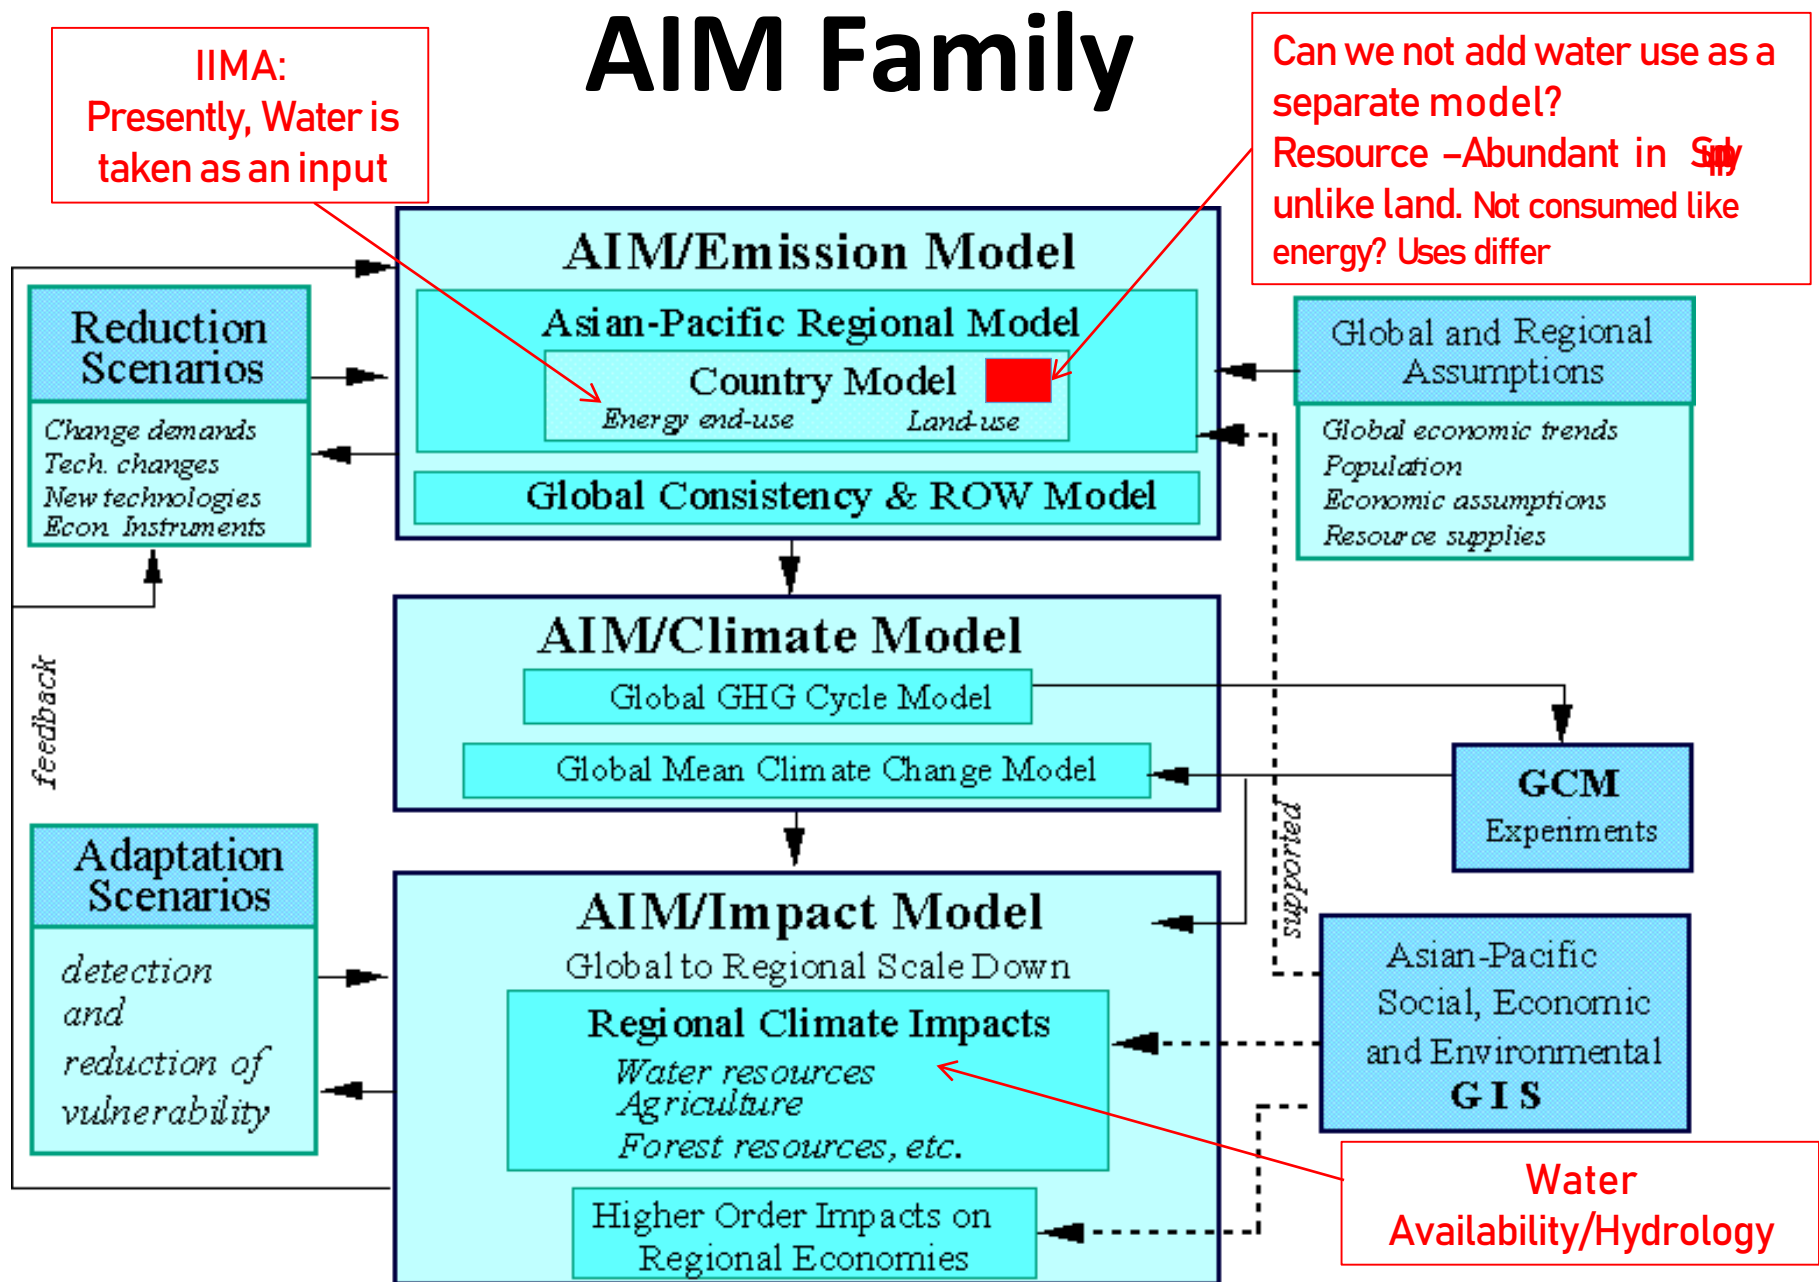 AIM Family
IIMA:
Presently, Water is
taken as an input
Can we not add water use as a
separate model?
Resource –Abundant in
unlike land. Not consumed like
energy? Uses differ
AIM/Emission Model
Asian-Pacific Regional Model
Country Model
Energy end-use Land-use
Global Consistency & ROW Model
Reduction
Scenarios
Change demands
Tech. changes
New technologies
Econ. Instruments
Global and Regional
Assumptions
Global economic trends
Population
Economic assumptions
Resource supplies
AIM/Climate Model
Global GHG Cycle Model
Global Mean Climate Change Model
feedback
GCM
Experiments
supported
Adaptation
Scenarios
detection
and
reduction of
vulnerability
AIM/Impact Model
Global to Regional Scale Down
Regional Climate Impacts
Water resources
Agriculture
Forest resources, etc.
Higher Order Impacts on
Regional Economies
Asian-Pacific
Social, Economic
and Environmental
GIS
Water
Availability/Hydrology